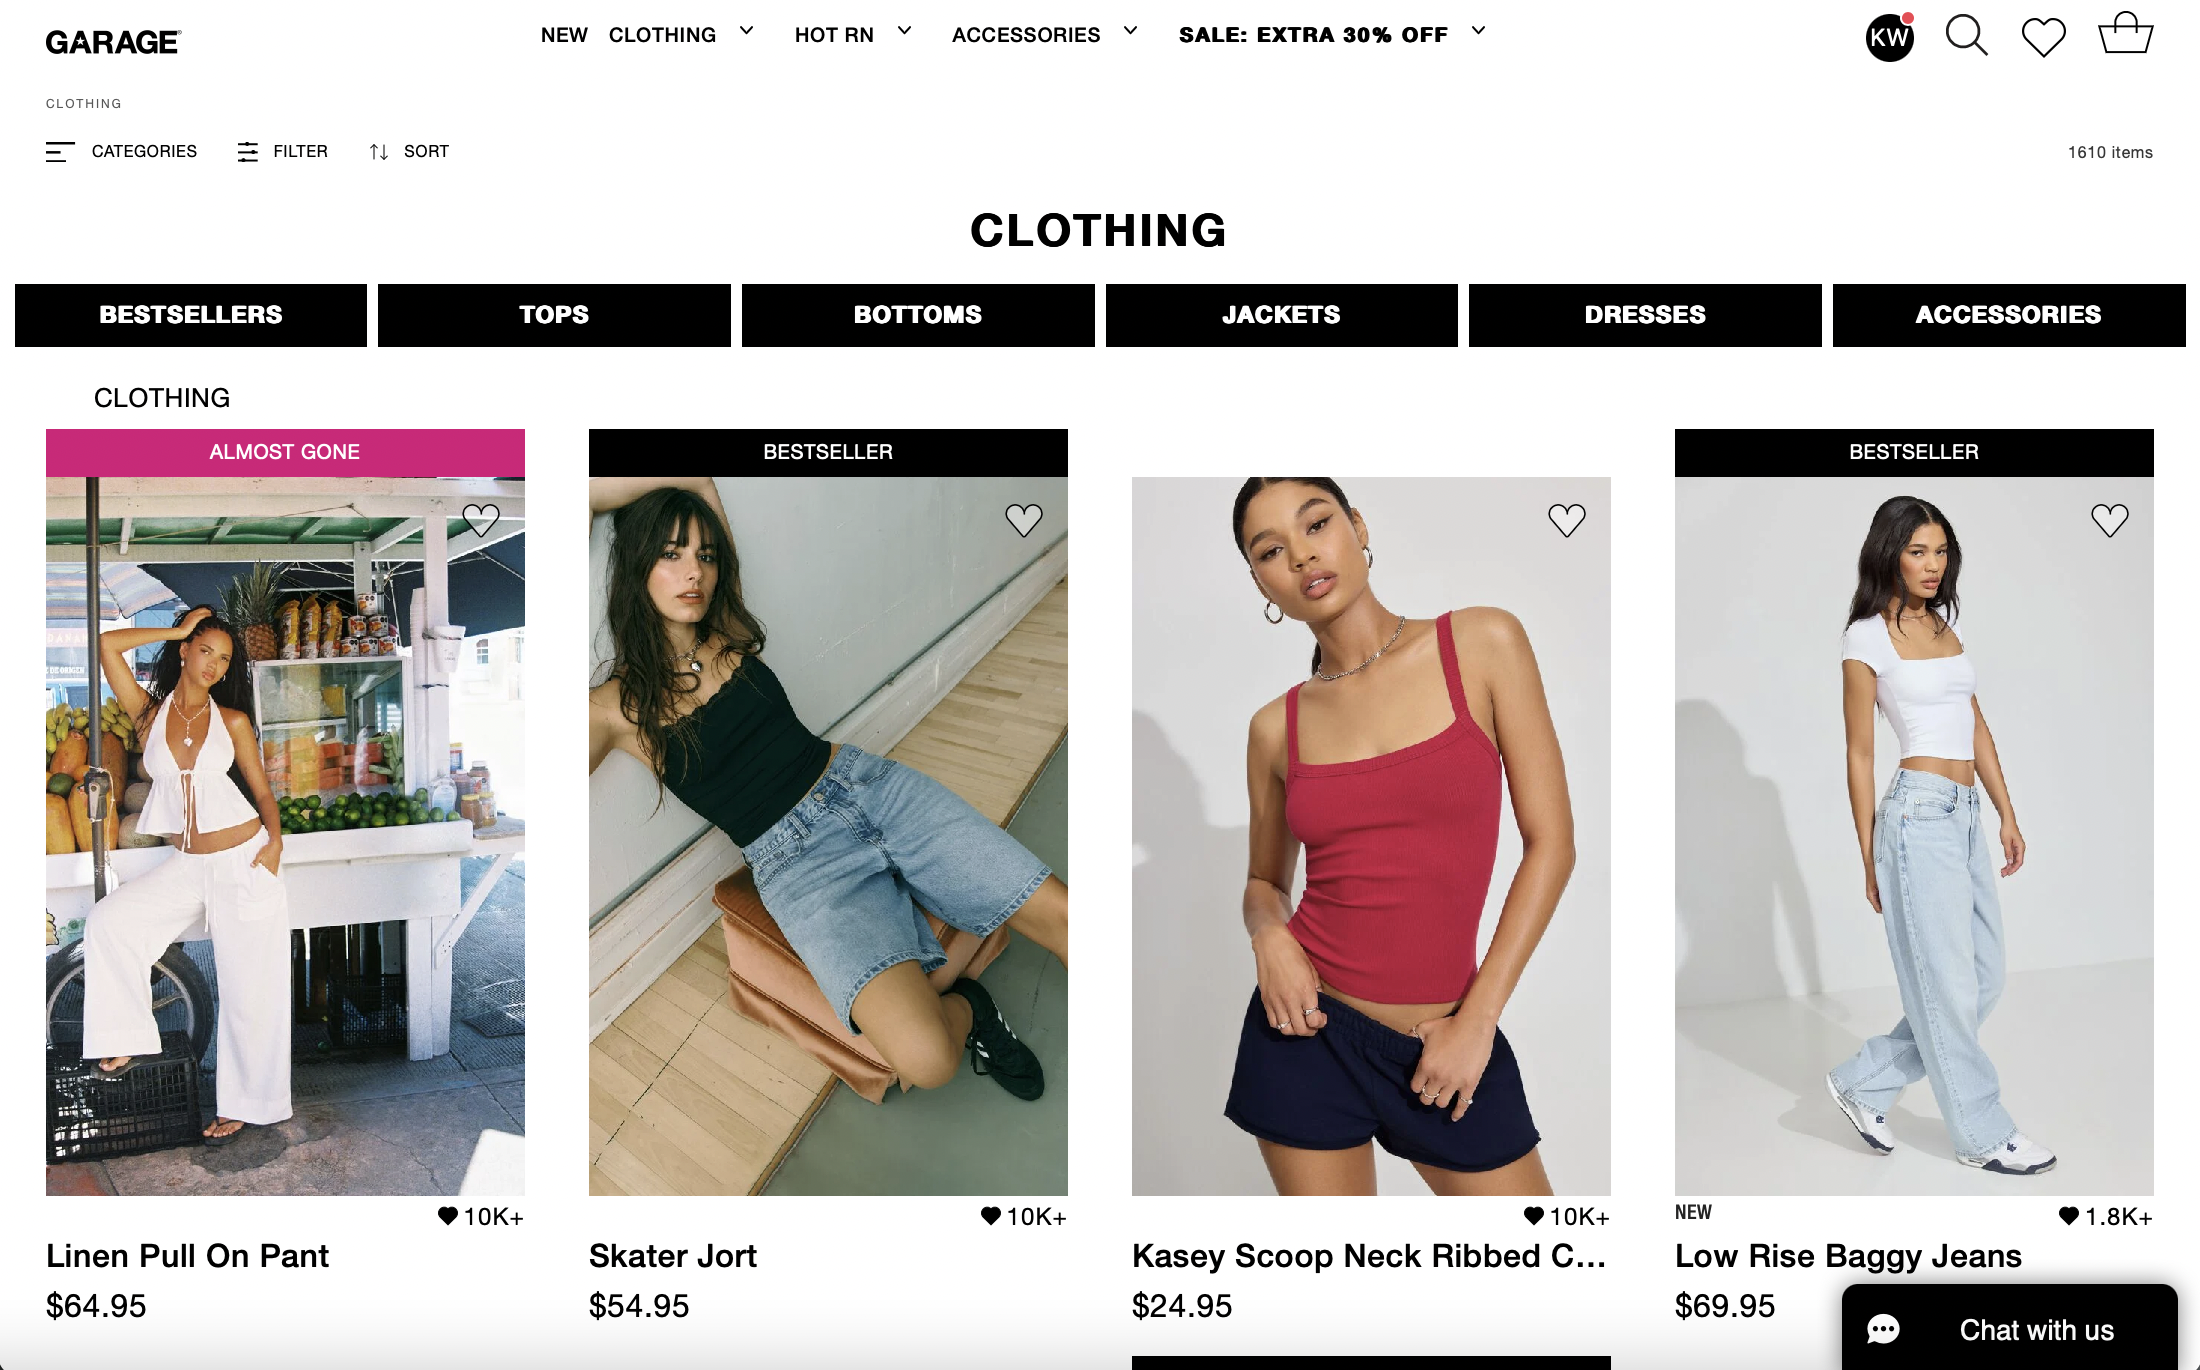 GARAGE
NEW CLOTHING HOT RN ACCESSORIES SALE: EXTRA 30% OFF
KW
CLOTHING
CATEGORIES FILTER SORT
1610 items
CLOTHING
BESTSELLERS TOPS BOTTOMS JACKETS DRESSES ACCESSORIES
CLOTHING
ALMOST GONE
BESTSELLER
BESTSELLER
10K+
Linen Pull On Pant
$64.95
10K+
Skater Jort
$54.95
10K+
Kasey Scoop Neck Ribbed C...
$24.95
NEW
1.8K+
Low Rise Baggy Jeans
$69.95
Chat with us